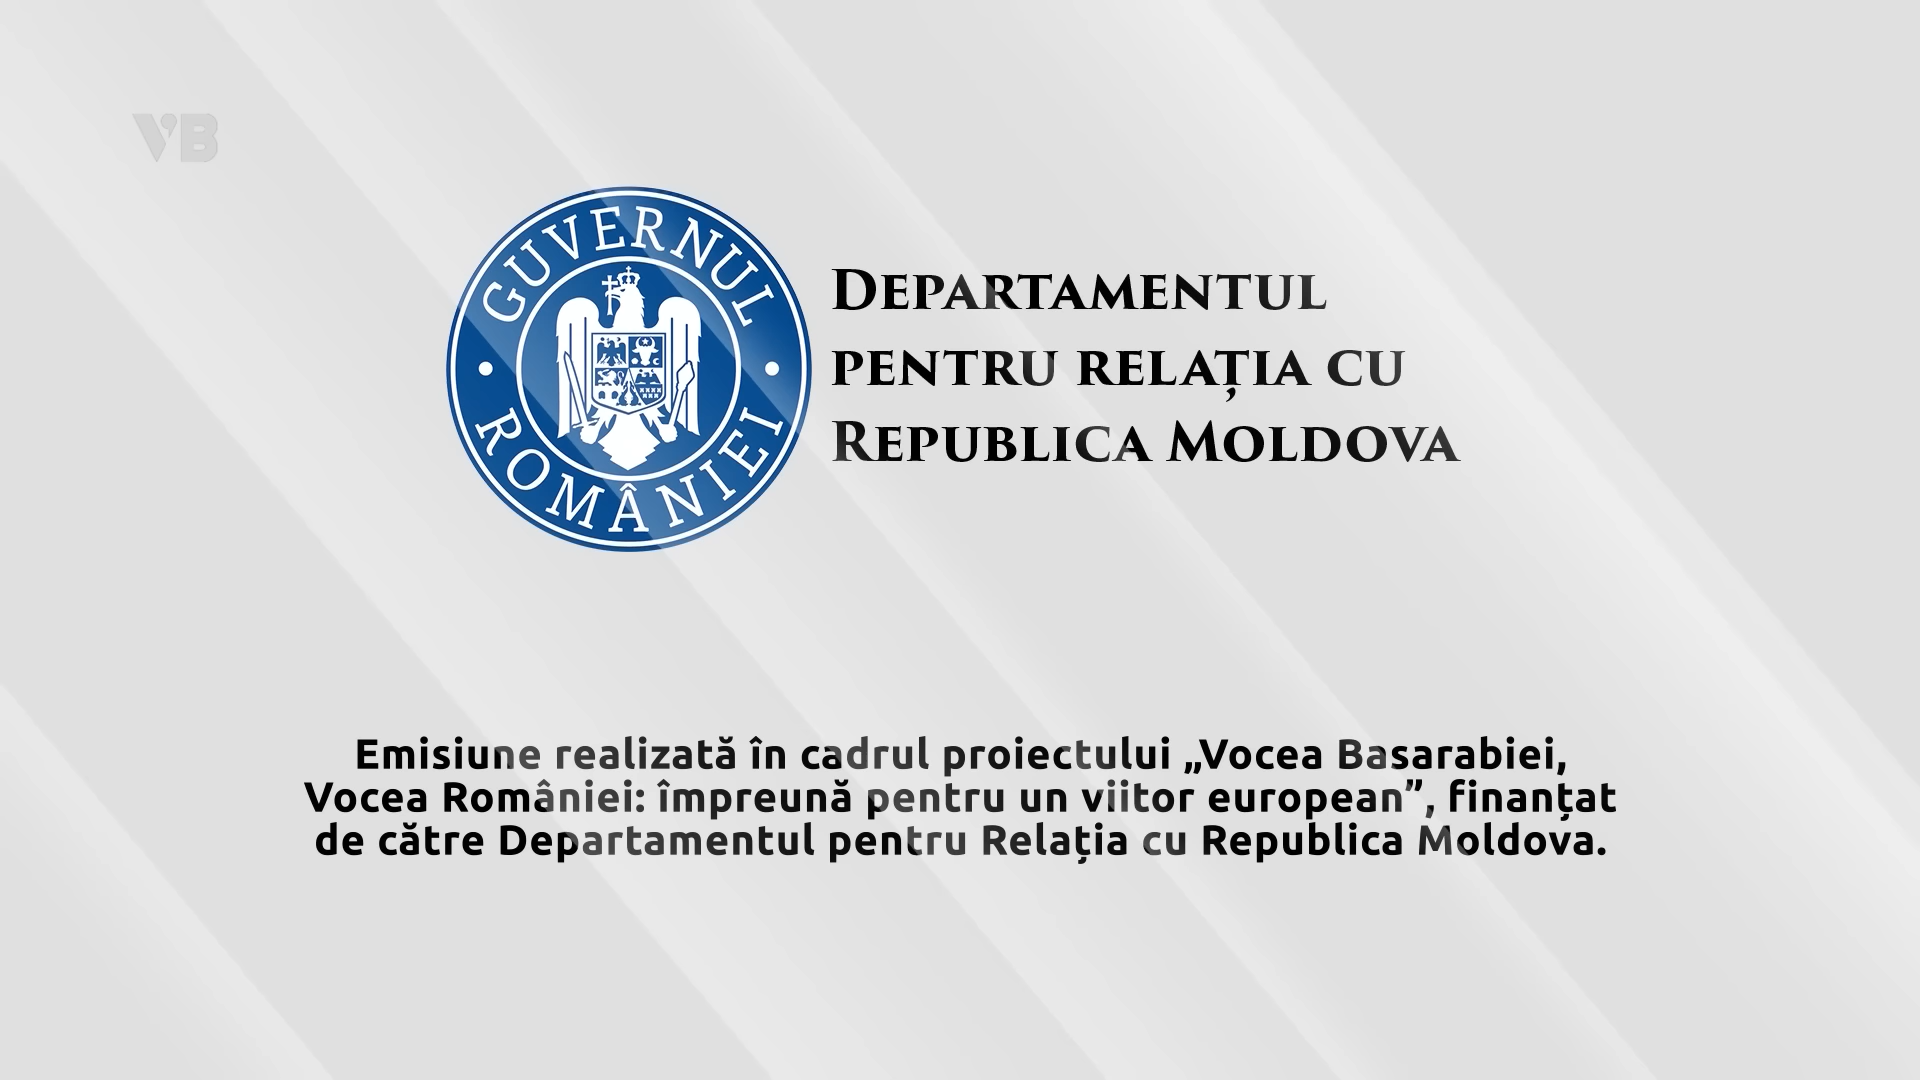 VB
GUVERNUL
ROMÂNIEI
DEPARTAMENTUL
PENTRU RELAȚIA CU
REPUBLICA MOLDOVA
Emisiune realizată în cadrul proiectului „Vocea Basarabiei,
Vocea României: împreună pentru un viitor european”, finanțat
de către Departamentul pentru Relația cu Republica Moldova.